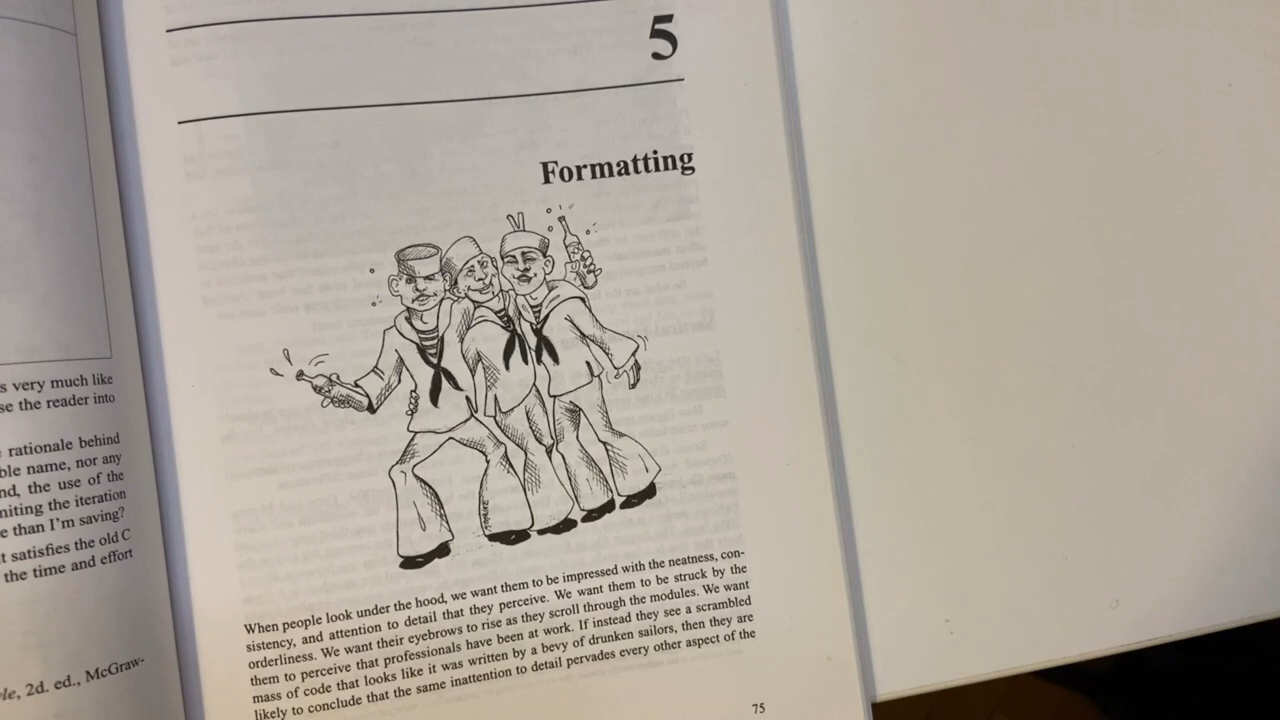 s very much like
se the reader into
rationale behind
ble name, nor any
nd, the use of the
niting the iteration
e than I'm saving?
t satisfies the old C
the time and effort
le, 2d. ed., McGraw-
5
Formatting
When people look under the hood, we want them to be impressed with the neatness, con-
sistency, and attention to detail that they perceive. We want them to be struck by the
orderliness. We want their eyebrows to rise as they scroll through the modules. We want
them to perceive that professionals have been at work. If instead they see a scrambled
mass of code that looks like it was written by a bevy of drunken sailors, then they are
likely to conclude that the same inattention to detail pervades every other aspect of the
75